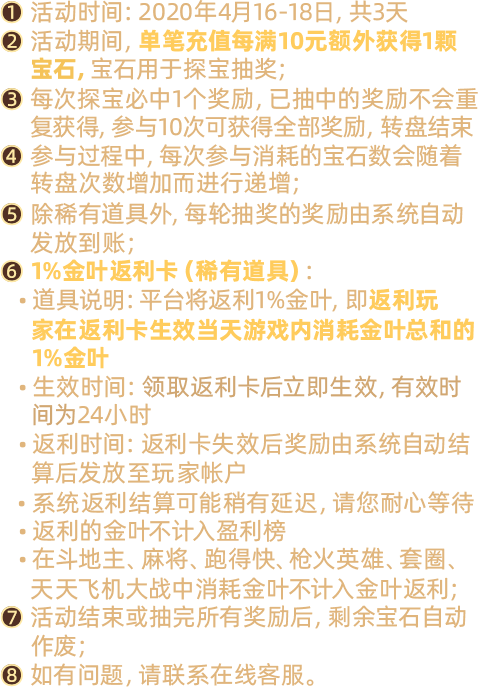 1 活动时间: 2020年4月16-18日, 共3天
2 活动期间, 单笔充值每满10元额外获得1颗
宝石, 宝石用于探宝抽奖;
3 每次探宝必中1个奖励, 已抽中的奖励不会重
复获得, 参与10次可获得全部奖励, 转盘结束
4 参与过程中, 每次参与消耗的宝石数会随着
转盘次数增加而进行递增;
5 除稀有道具外, 每轮抽奖的奖励由系统自动
发放到账;
6 1%金叶返利卡 (稀有道具) :
• 道具说明: 平台将返利1%金叶, 即返利玩
家在返利卡生效当天游戏内消耗金叶总和的
1%金叶
• 生效时间: 领取返利卡后立即生效, 有效时
间为24小时
• 返利时间: 返利卡失效后奖励由系统自动结
算后发放至玩家帐户
• 系统返利结算可能稍有延迟, 请您耐心等待
• 返利的金叶不计入盈利榜
• 在斗地主、麻将、跑得快、枪火英雄、套圈、
天天飞机大战中消耗金叶不计入金叶返利;
7 活动结束或抽完所有奖励后, 剩余宝石自动
作废;
8 如有问题, 请联系在线客服。